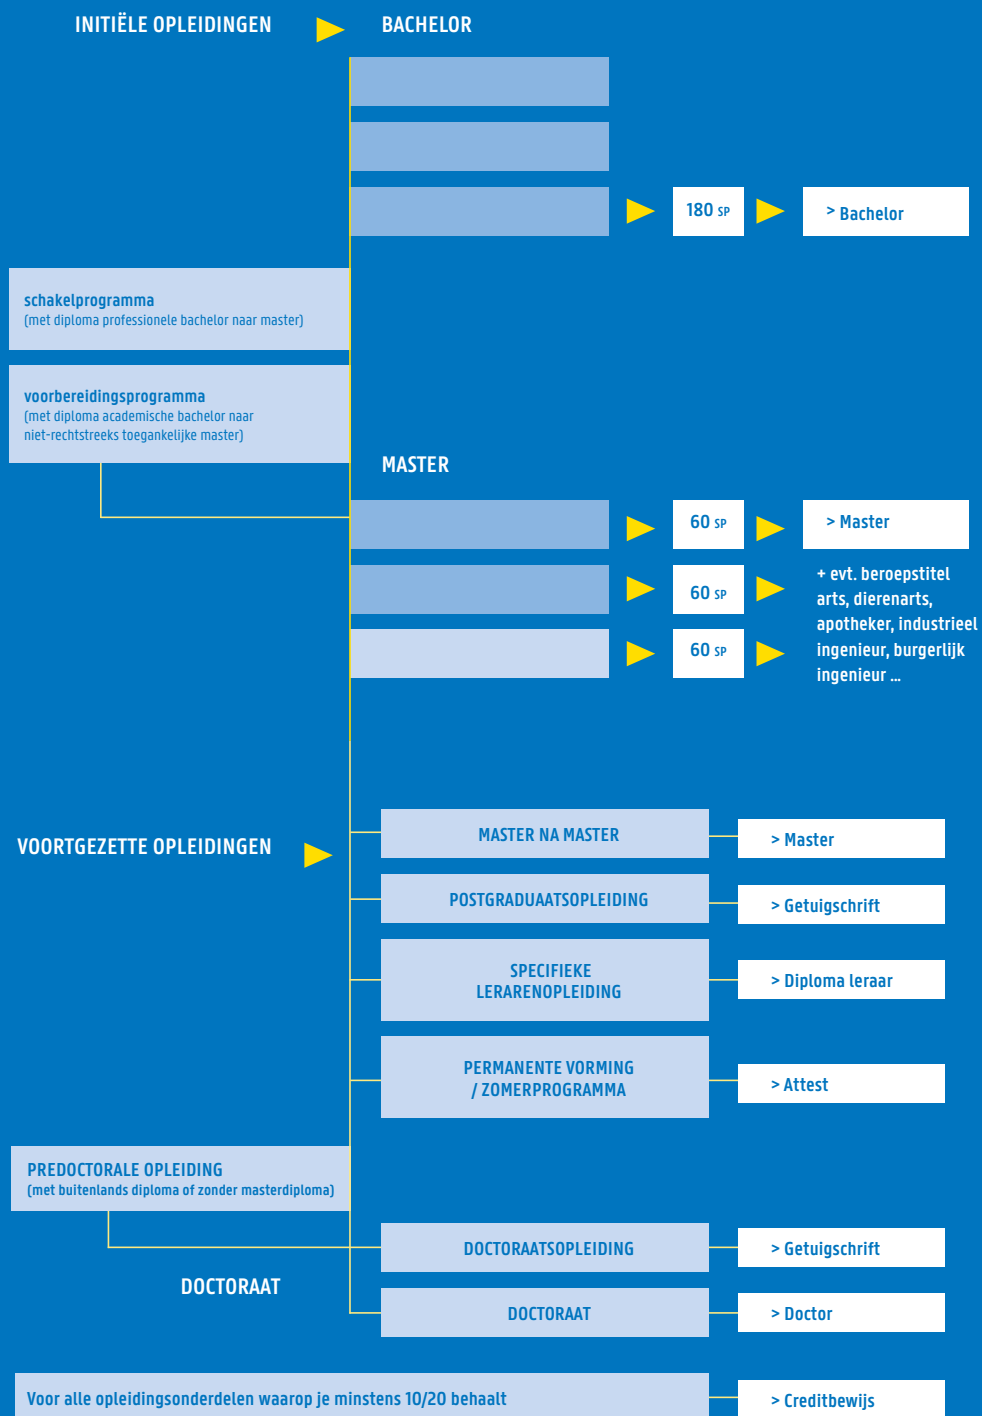 INITIËLE OPLEIDINGEN
BACHELOR
180 SP
> Bachelor
schakelprogramma
(met diploma professionele bachelor naar master)
voorbereidingsprogramma
(met diploma academische bachelor naar
niet-rechtstreeks toegankelijke master)
MASTER
60 SP
> Master
60 SP
60 SP
+ evt. beroepstitel
arts, dierenarts,
apotheker, industrieel
ingenieur, burgerlijk
ingenieur ...
VOORTGEZETTE OPLEIDINGEN
MASTER NA MASTER
> Master
POSTGRADUAATSOPLEIDING
> Getuigschrift
SPECIFIEKE
LERARENOPLEIDING
> Diploma leraar
PERMANENTE VORMING
/ ZOMERPROGRAMMA
> Attest
PREDOCTORALE OPLEIDING
(met buitenlands diploma of zonder masterdiploma)
DOCTORAATSOPLEIDING
> Getuigschrift
DOCTORAAT
DOCTORAAT
> Doctor
Voor alle opleidingsonderdelen waarop je minstens 10/20 behaalt
> Creditbewijs